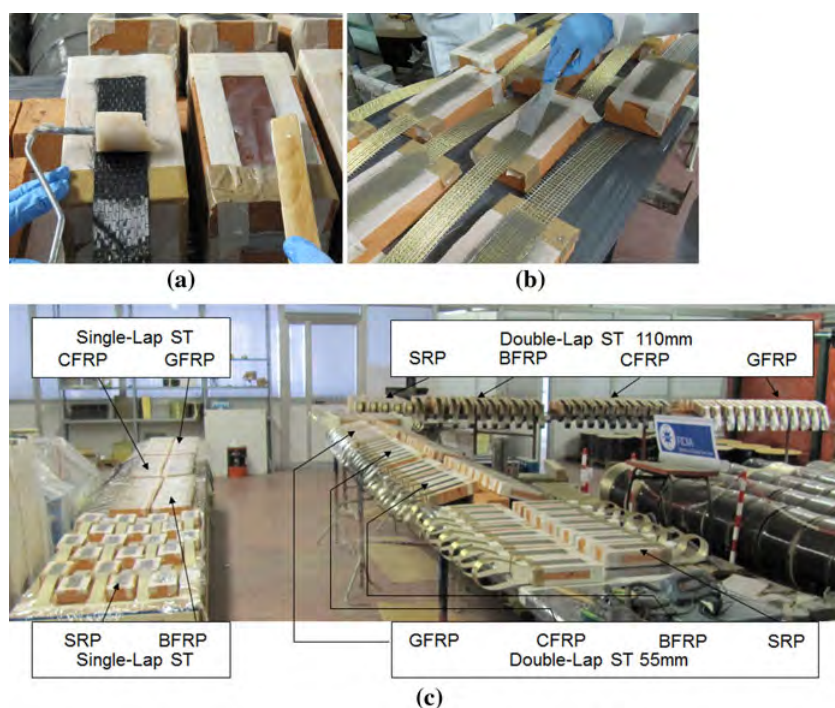 (a)
(b)
Single-Lap ST
CFRP GFRP
Double-Lap ST 110mm
SRP BFRP CFRP GFRP
SRP BFRP
Single-Lap ST
GFRP CFRP BFRP SRP
Double-Lap ST 55mm
(c)